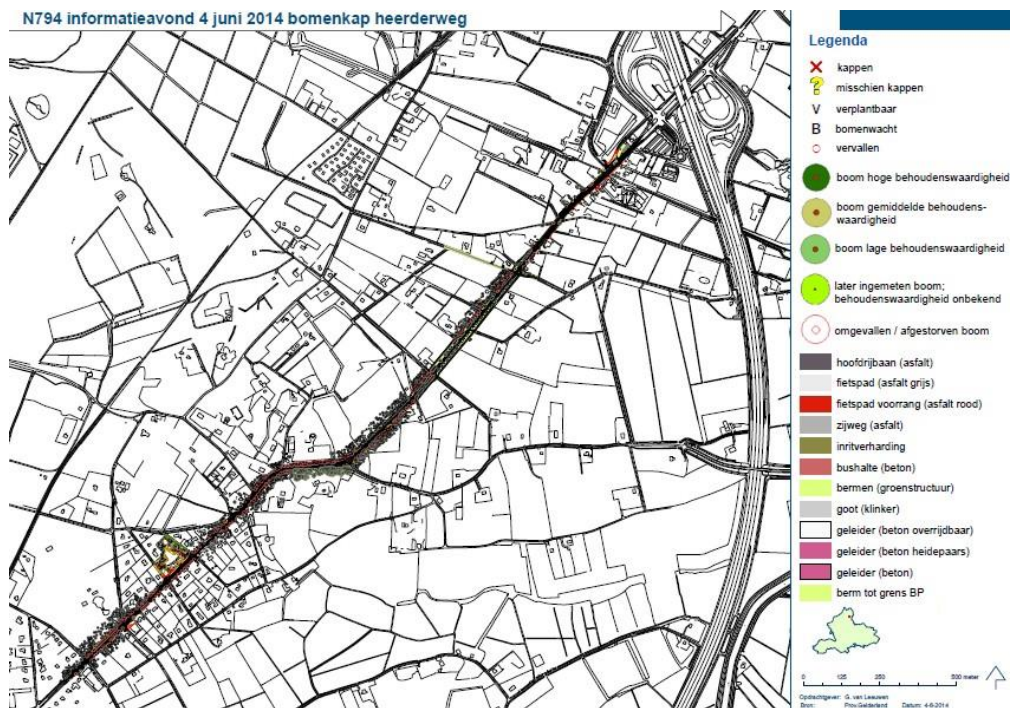 N794 informatieavond 4 juni 2014 bomenkap heerderweg
Legenda
kappen
misschien kappen
V verplantbaar
B bomenwacht
vervallen
boom hoge behoudenswaardigheid
boom gemiddelde behoudens-
waardigheid
boom lage behoudenswaardigheid
later ingemeten boom;
behoudenswaardigheid onbekend
omgevallen / afgestorven boom
hoofdrijbaan (asfalt)
fietspad (asfalt grijs)
fietspad voorrang (asfalt rood)
zijweg (asfalt)
inritverharding
bushalte (beton)
bermen (groenstructuur)
goot (klinker)
geleider (beton overrijdbaar)
geleider (beton heidepaars)
geleider (beton)
berm tot grens BP
0 125 250 500 meter
Opdrachtgever: G. van Leeuwen
Bron: Prov.Gelderland Datum: 4-6-2014